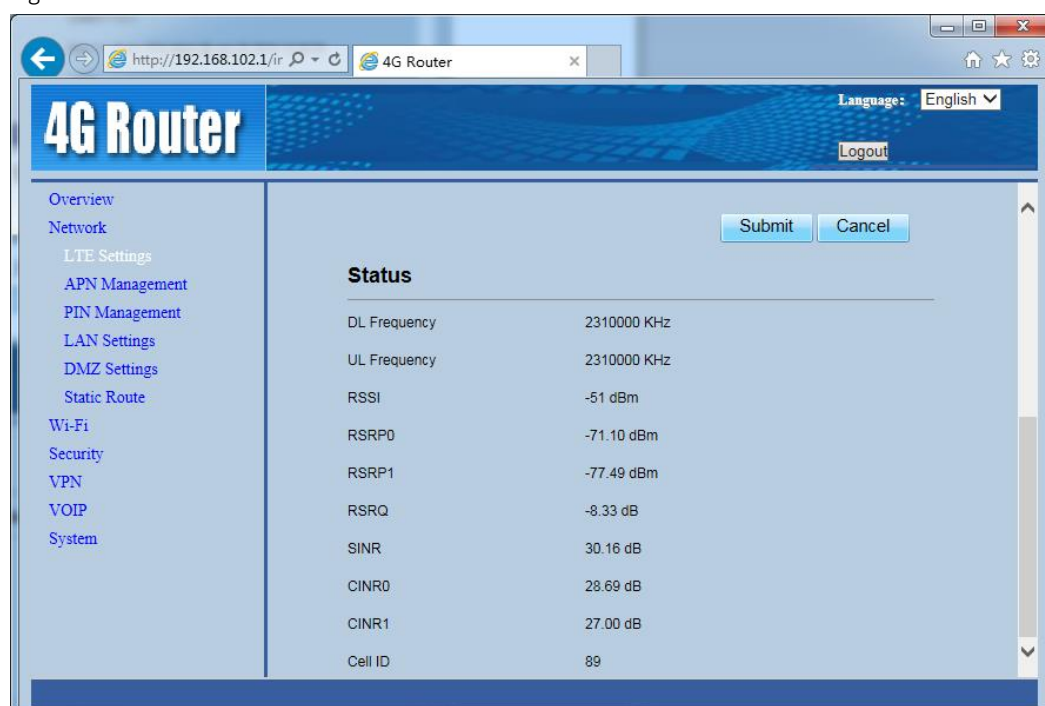 http://192.168.102.1/ir
4G Router
4G Router
Language: English
Logout
Overview
Network
LTE Settings
APN Management
PIN Management
LAN Settings
DMZ Settings
Static Route
Wi-Fi
Security
VPN
VOIP
System
Submit Cancel
Status
DL Frequency 2310000 KHz
UL Frequency 2310000 KHz
RSSI -51 dBm
RSRP0 -71.10 dBm
RSRP1 -77.49 dBm
RSRQ -8.33 dB
SINR 30.16 dB
CINR0 28.69 dB
CINR1 27.00 dB
Cell ID 89